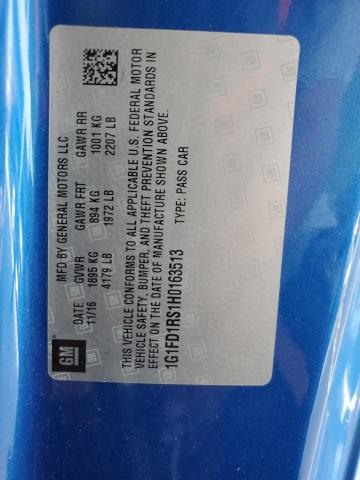 MFD BY GENERAL MOTORS LLC
DATE GVWR GAWR FRT GAWR RR
11/16 1895 KG 894 KG 1001 KG
4179 LB 1972 LB 2207 LB
THIS VEHICLE CONFORMS TO ALL APPLICABLE U.S. FEDERAL MOTOR
VEHICLE SAFETY, BUMPER, AND THEFT PREVENTION STANDARDS IN
EFFECT ON THE DATE OF MANUFACTURE SHOWN ABOVE.
1G1FD1RS1H0163513 TYPE: PASS CAR
GM